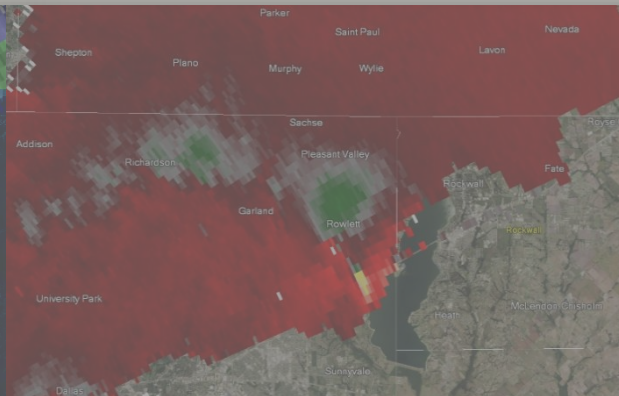 Parker
Saint Paul
Nevada
Shepton
Lavon
Plano
Murphy
Wylie
Sachse
Royse
Addison
Pleasant Valley
Richardson
Fate
Rockwall
Garland
Rowlett
Rockwall
University Park
McLendon-Chisholm
Heath
Sunnyvale
Dallas